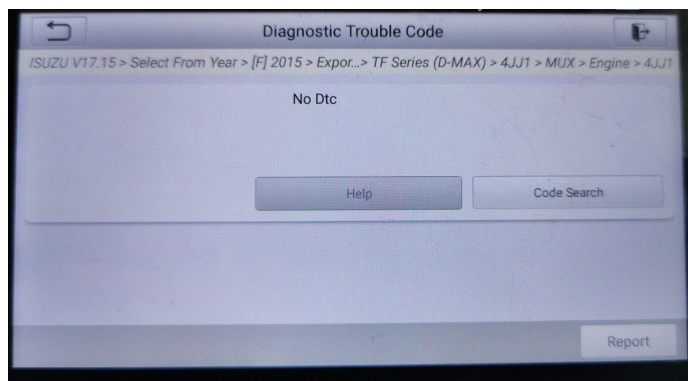 Diagnostic Trouble Code
ISUZU V17.15 > Select From Year > [F] 2015 > Expor...> TF Series (D-MAX) > 4JJ1 > MUX > Engine > 4JJ1
No Dtc
Help
Code Search
Report